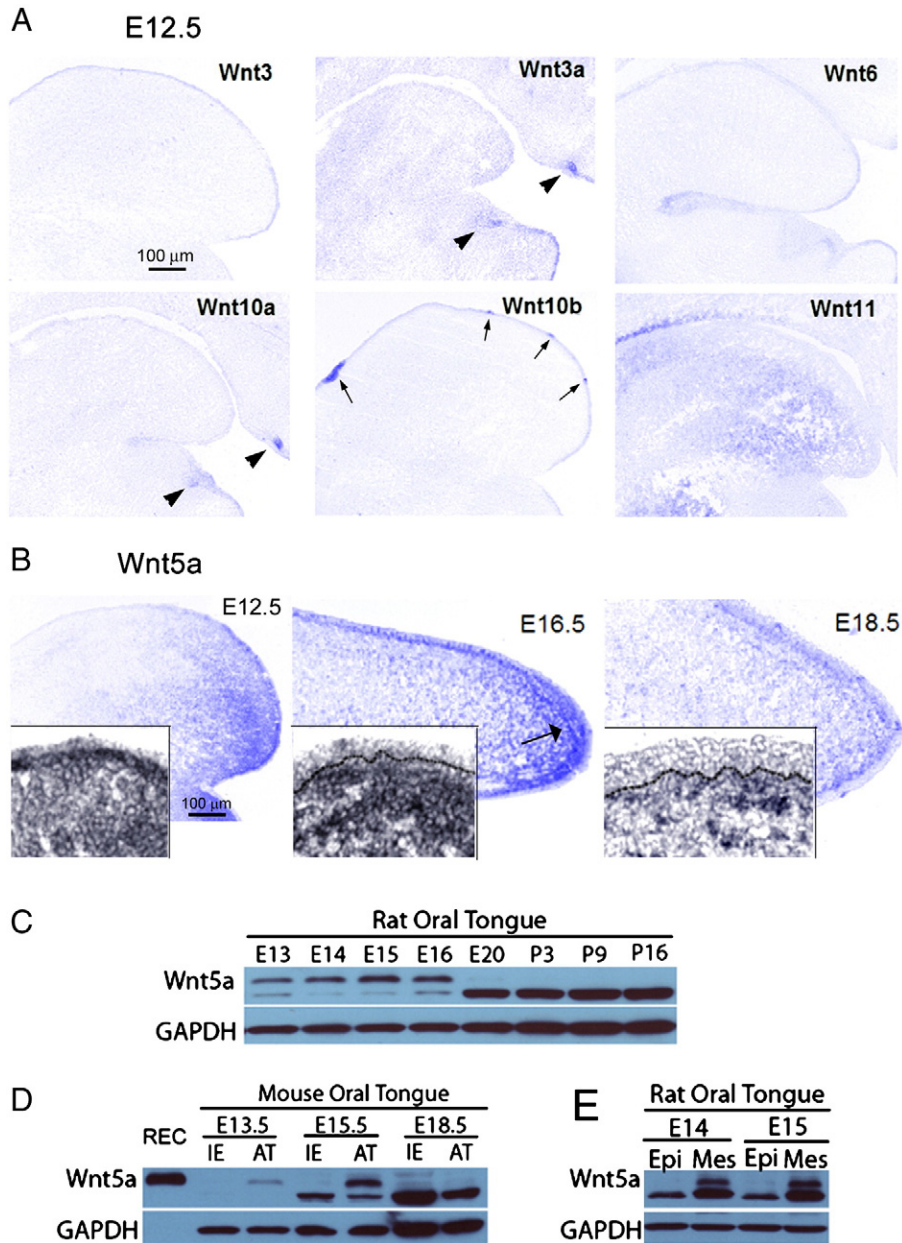 A
E12.5
Wnt3
Wnt3a
Wnt6
100 μm
Wnt10a
Wnt10b
Wnt11
B
Wnt5a
E12.5
E16.5
E18.5
100 μm
C
Rat Oral Tongue
E13 E14 E15 E16 E20 P3 P9 P16
Wnt5a
GAPDH
D
Mouse Oral Tongue
REC E13.5 E15.5 E18.5
IE AT IE AT IE AT
Wnt5a
GAPDH
E
Rat Oral Tongue
E14 E15
Epi Mes Epi Mes
Wnt5a
GAPDH